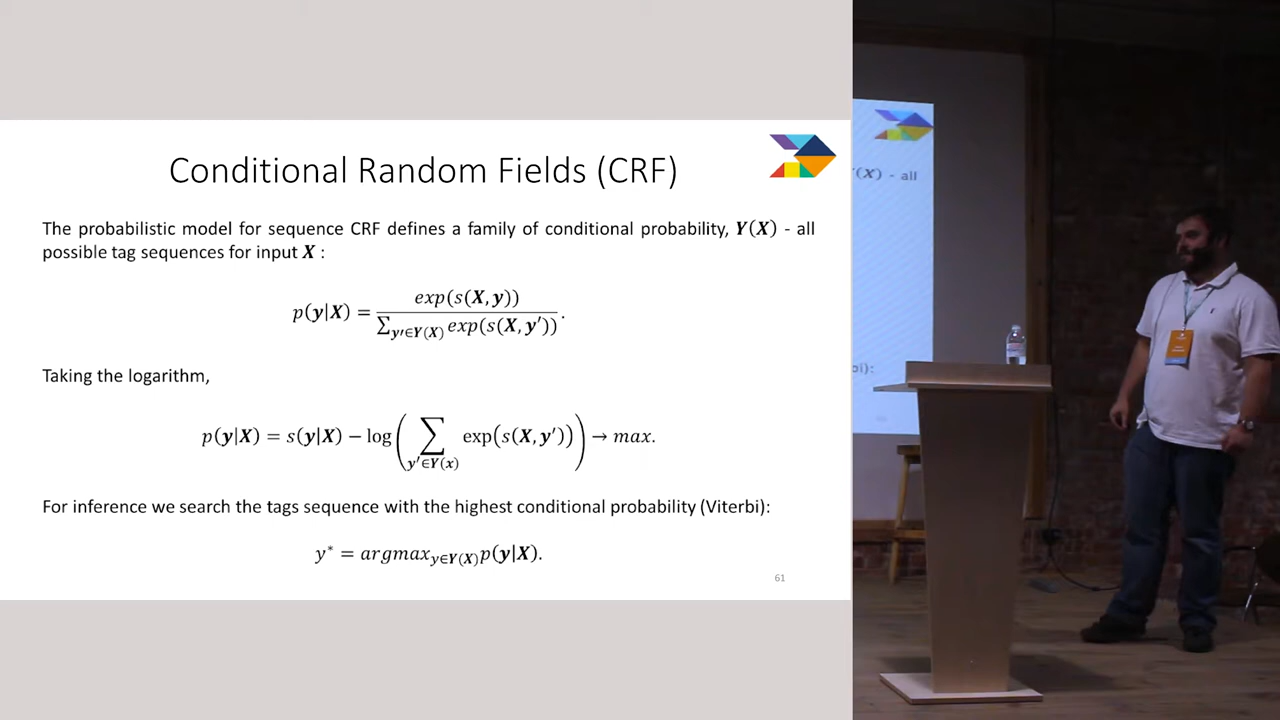 Conditional Random Fields (CRF)
The probabilistic model for sequence CRF defines a family of conditional probability, Y(X) - all
possible tag sequences for input X :
p(y|X) = exp(s(X, y)) / ∑y′∈Y(X) exp(s(X, y′)) .
Taking the logarithm,
p(y|X) = s(y|X) − log(∑y′∈Y(x) exp(s(X, y′))) → max.
For inference we search the tags sequence with the highest conditional probability (Viterbi):
y* = argmaxy∈Y(X)p(y|X).
61
(X) - all
bi):